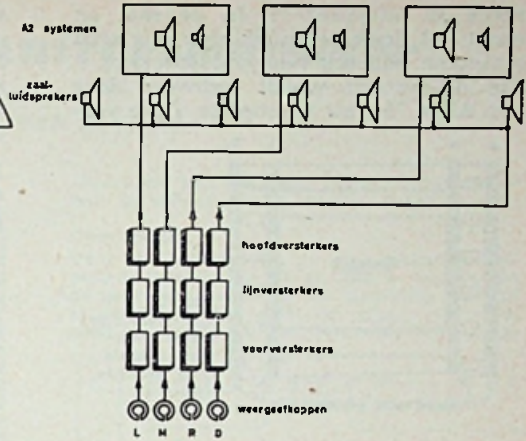 A2 systemen
zaal-
luidsprekers
hoofdversterkers
lijnversterkers
voorversterkers
weergeefkoppen
L M R D